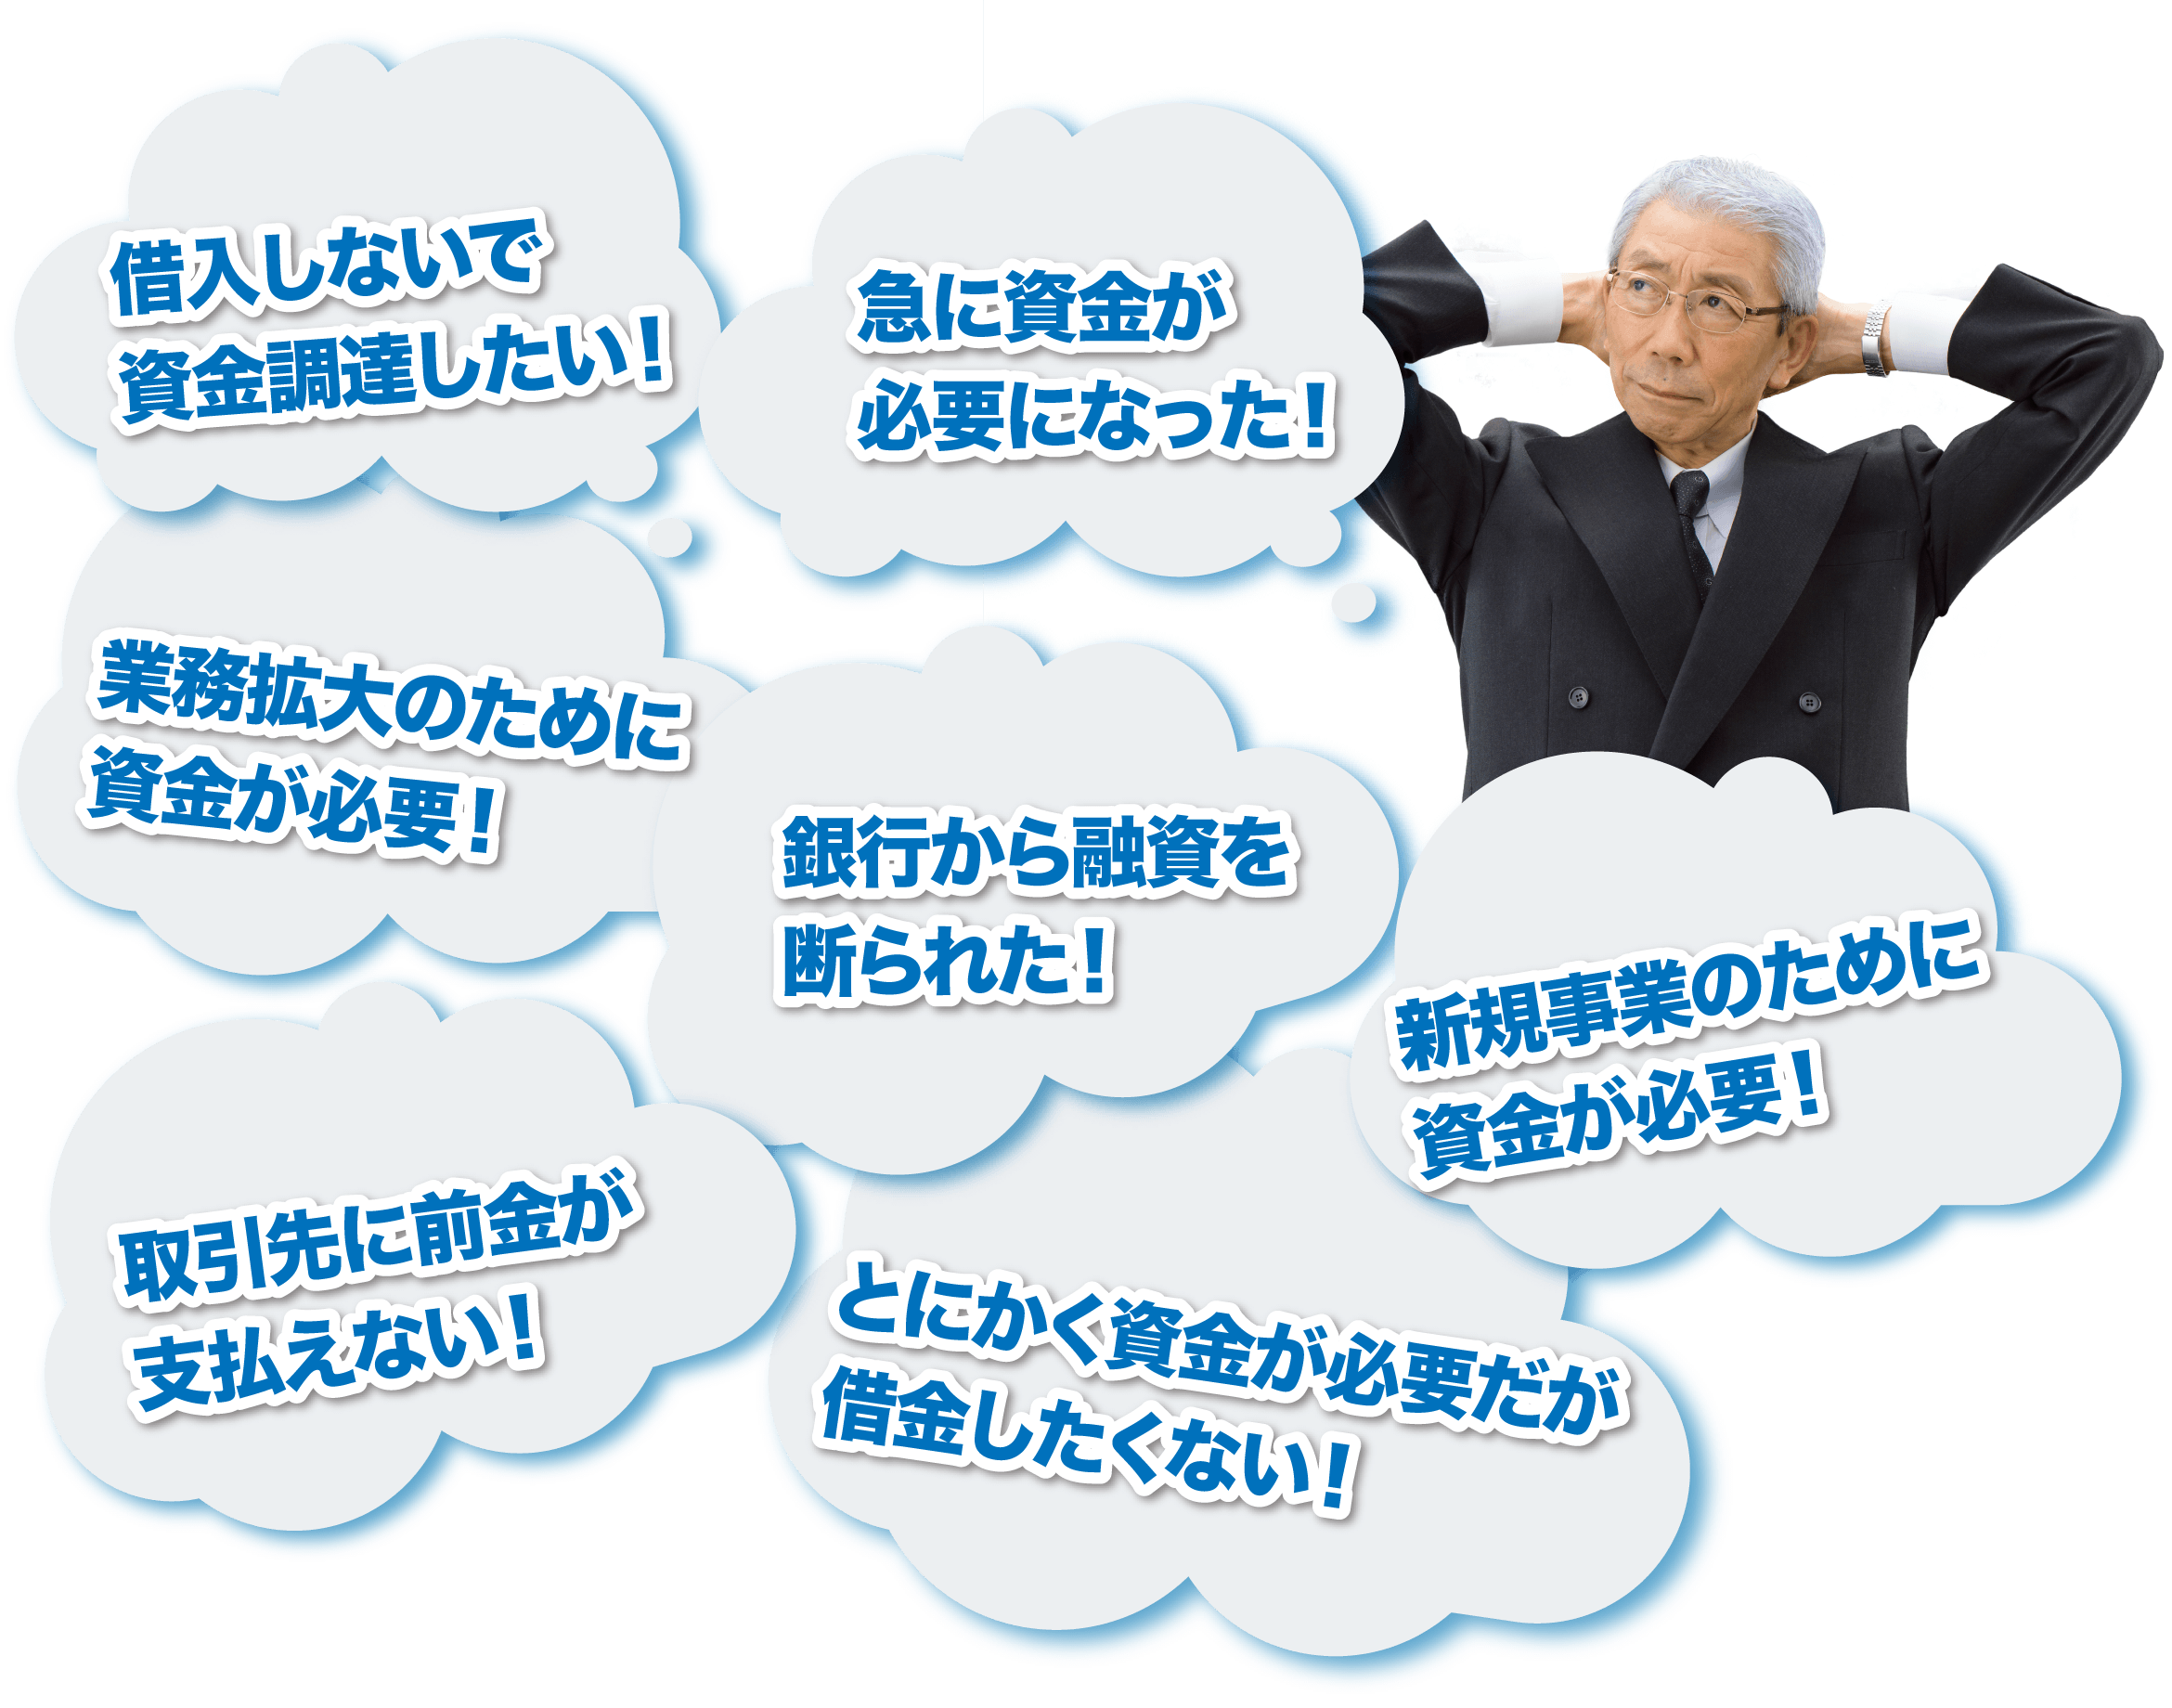 借入しないで
資金調達したい！
急に資金が
必要になった！
業務拡大のために
資金が必要！
銀行から融資を
断られた！
新規事業のために
資金が必要！
取引先に前金が
支払えない！
とにかく資金が必要だが
借金したくない！